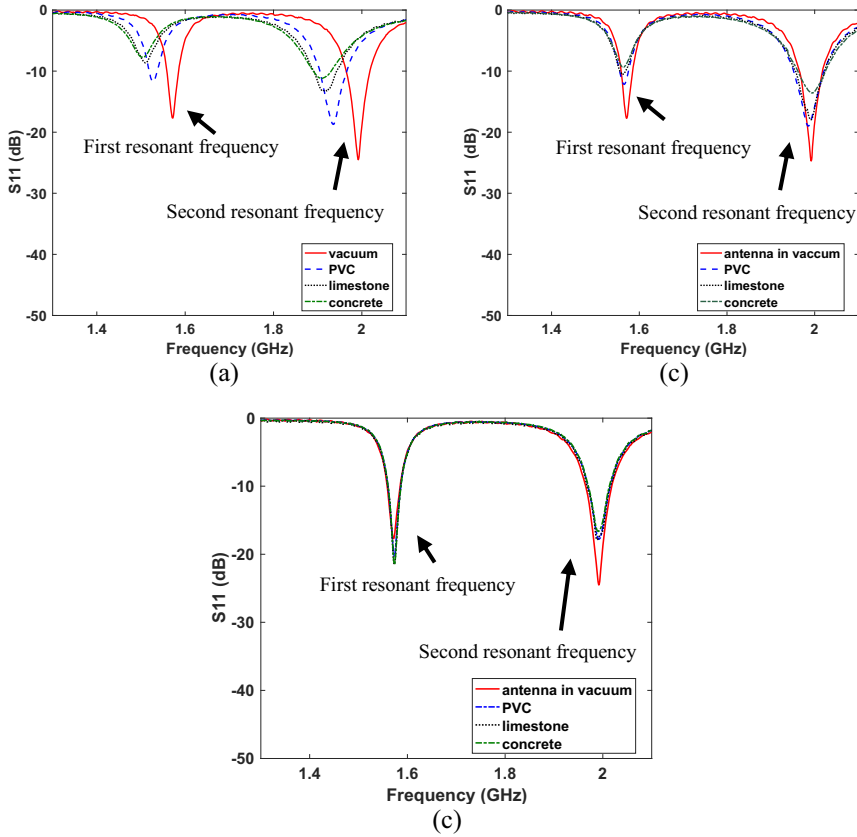 0
-10
-20
-30
-40
-50
S11 (dB)
First resonant frequency
Second resonant frequency
vacuum
PVC
limestone
concrete
1.4 1.6 1.8 2
Frequency (GHz)
(a)
0
-10
-20
-30
-40
-50
S11 (dB)
First resonant frequency
Second resonant frequency
antenna in vaccum
PVC
limestone
concrete
1.4 1.6 1.8 2
Frequency (GHz)
(c)
0
-10
-20
-30
-40
-50
S11 (dB)
First resonant frequency
Second resonant frequency
antenna in vacuum
PVC
limestone
concrete
1.4 1.6 1.8 2
Frequency (GHz)
(c)